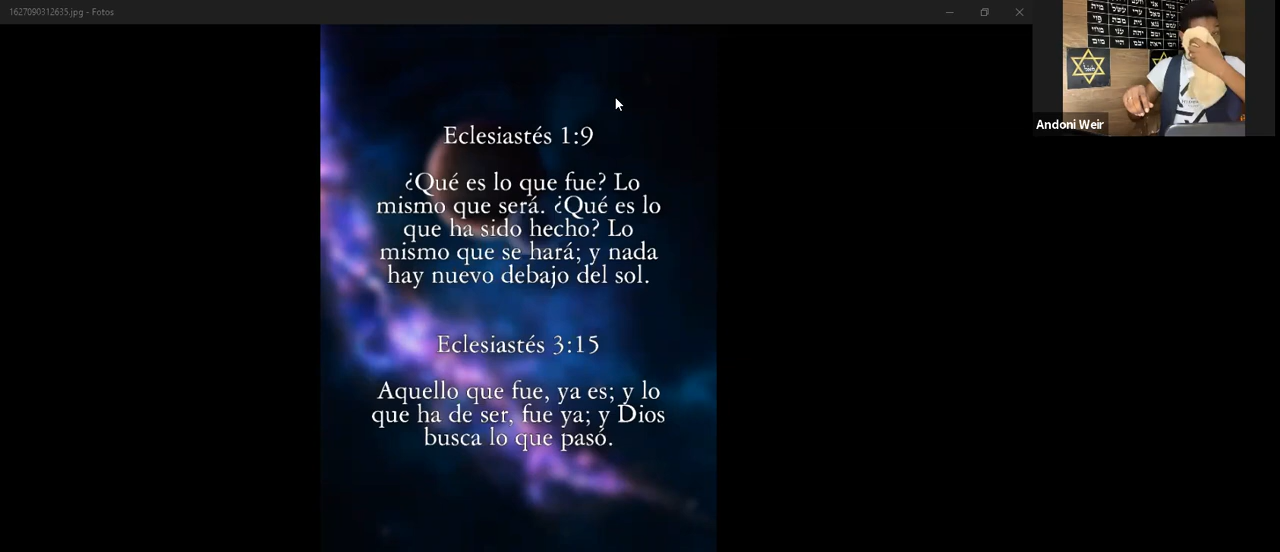 1627090312635.jpg - Fotos
Eclesiastés 1:9
¿Qué es lo que fue? Lo
mismo que será. ¿Qué es lo
que ha sido hecho? Lo
mismo que se hará; y nada
hay nuevo debajo del sol.
Eclesiastés 3:15
Aquello que fue, ya es; y lo
que ha de ser, fue ya; y Dios
busca lo que pasó.
Andoni Weir